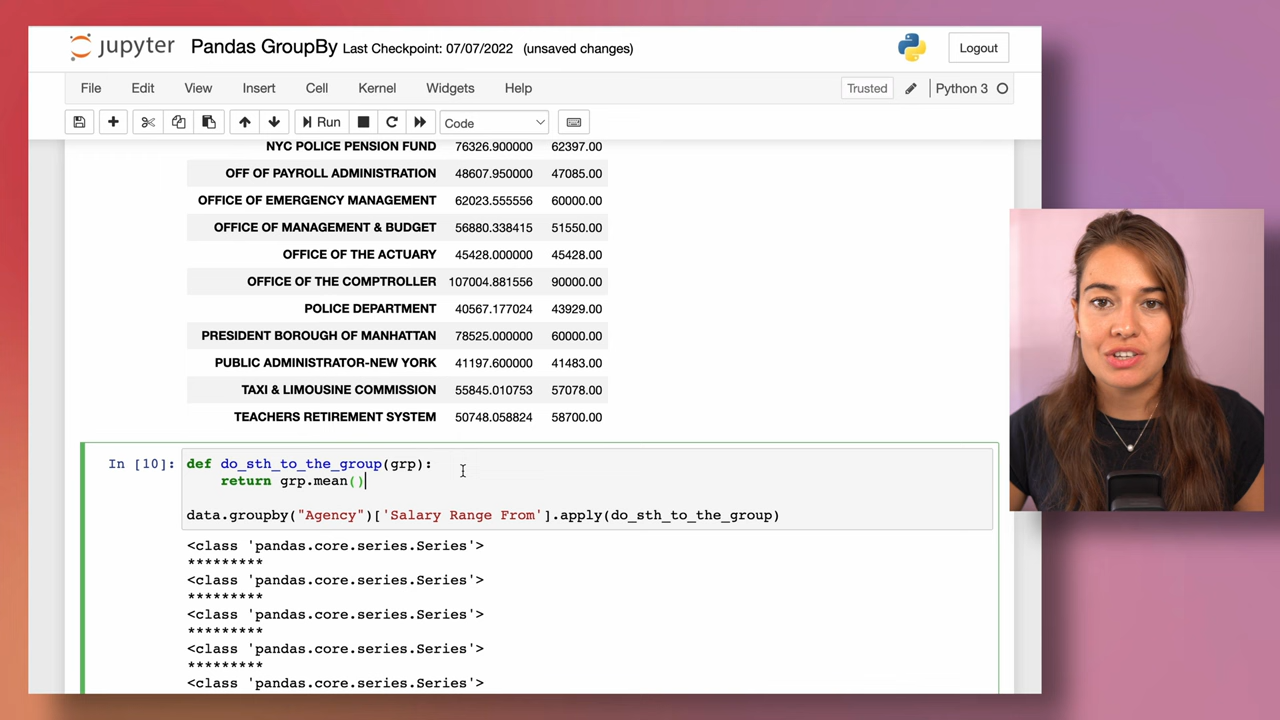 jupyter Pandas GroupBy Last Checkpoint: 07/07/2022 (unsaved changes) Logout
File Edit View Insert Cell Kernel Widgets Help Trusted Python 3
Run Code
NYC POLICE PENSION FUND 76326.900000 62397.00
OFF OF PAYROLL ADMINISTRATION 48607.950000 47085.00
OFFICE OF EMERGENCY MANAGEMENT 62023.555556 60000.00
OFFICE OF MANAGEMENT & BUDGET 56880.338415 51550.00
OFFICE OF THE ACTUARY 45428.000000 45428.00
OFFICE OF THE COMPTROLLER 107004.881556 90000.00
POLICE DEPARTMENT 40567.177024 43929.00
PRESIDENT BOROUGH OF MANHATTAN 78525.000000 60000.00
PUBLIC ADMINISTRATOR-NEW YORK 41197.600000 41483.00
TAXI & LIMOUSINE COMMISSION 55845.010753 57078.00
TEACHERS RETIREMENT SYSTEM 50748.058824 58700.00
In [10]: def do_sth_to_the_group(grp):
return grp.mean()
data.groupby("Agency")['Salary Range From'].apply(do_sth_to_the_group)
<class 'pandas.core.series.Series'>
*********
<class 'pandas.core.series.Series'>
*********
<class 'pandas.core.series.Series'>
*********
<class 'pandas.core.series.Series'>
*********
<class 'pandas.core.series.Series'>